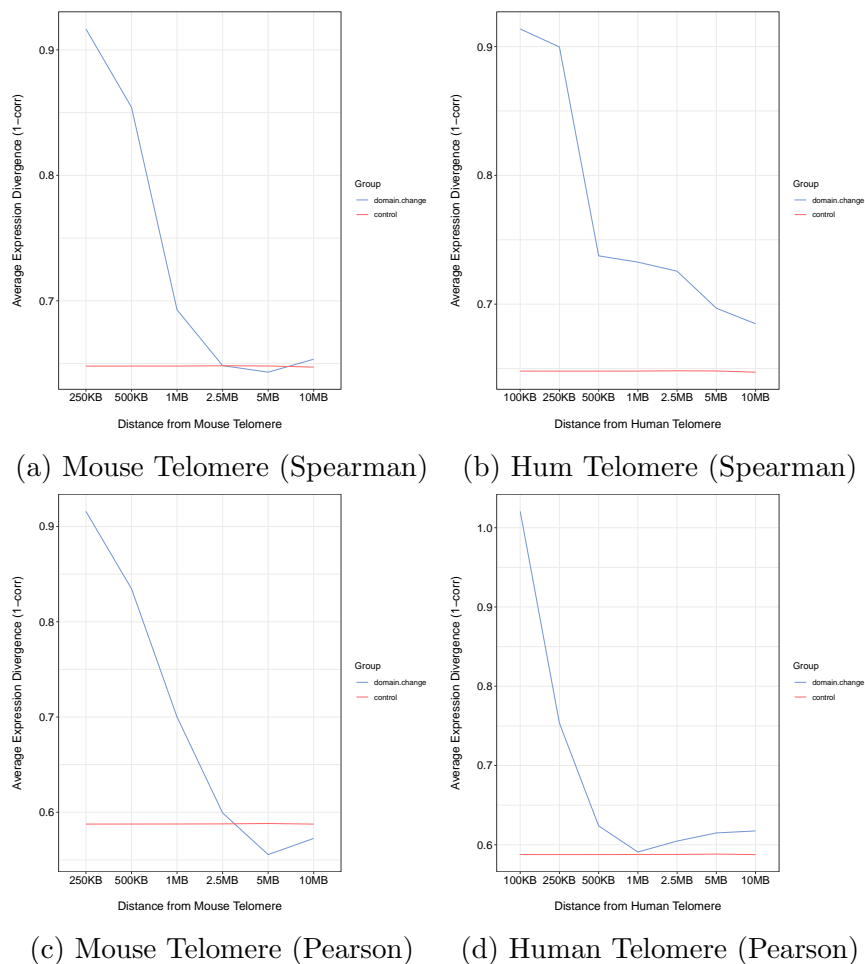 Average Expression Divergence (1−corr)
0.9
0.8
0.7
250KB 500KB 1MB 2.5MB 5MB 10MB
Distance from Mouse Telomere
Group
domain.change
control
(a) Mouse Telomere (Spearman)
Average Expression Divergence (1−corr)
0.9
0.8
0.7
100KB 250KB 500KB 1MB 2.5MB 5MB 10MB
Distance from Human Telomere
Group
domain.change
control
(b) Hum Telomere (Spearman)
Average Expression Divergence (1−corr)
0.9
0.8
0.7
0.6
250KB 500KB 1MB 2.5MB 5MB 10MB
Distance from Mouse Telomere
Group
domain.change
control
(c) Mouse Telomere (Pearson)
Average Expression Divergence (1−corr)
1.0
0.9
0.8
0.7
0.6
100KB 250KB 500KB 1MB 2.5MB 5MB 10MB
Distance from Human Telomere
Group
domain.change
control
(d) Human Telomere (Pearson)